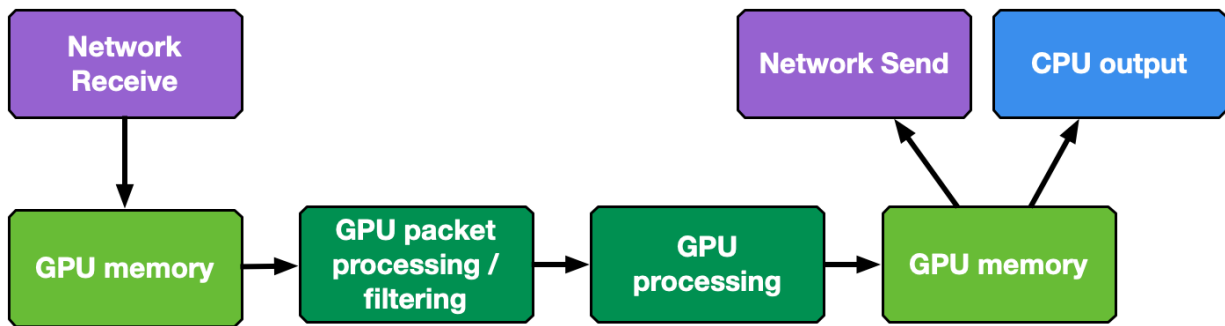 Network
Receive
Network Send
CPU output
GPU memory
GPU packet
processing /
filtering
GPU
processing
GPU memory